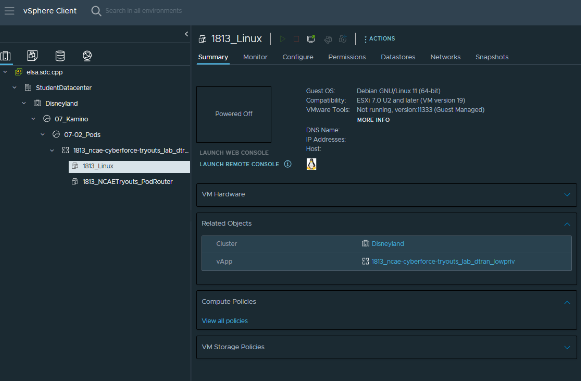 vSphere Client
Search in all environments
elsa.sdc.cpp
StudentDatacenter
Disneyland
07_Kamino
07-02_Pods
1813_ncae-cyberforce-tryouts_lab_dtr...
1813_Linux
1813_NCAETryouts_PodRouter
1813_Linux
ACTIONS
Summary Monitor Configure Permissions Datastores Networks Snapshots
Powered Off
LAUNCH WEB CONSOLE
LAUNCH REMOTE CONSOLE
Guest OS: Debian GNU/Linux 11 (64-bit)
Compatibility: ESXi 7.0 U2 and later (VM version 19)
VMware Tools: Not running, version:11333 (Guest Managed)
MORE INFO
DNS Name
IP Addresses:
Host:
VM Hardware
Related Objects
Cluster Disneyland
vApp 1813_ncae-cyberforce-tryouts_lab_dtran_lowpriv
Compute Policies
View all policies
VM Storage Policies